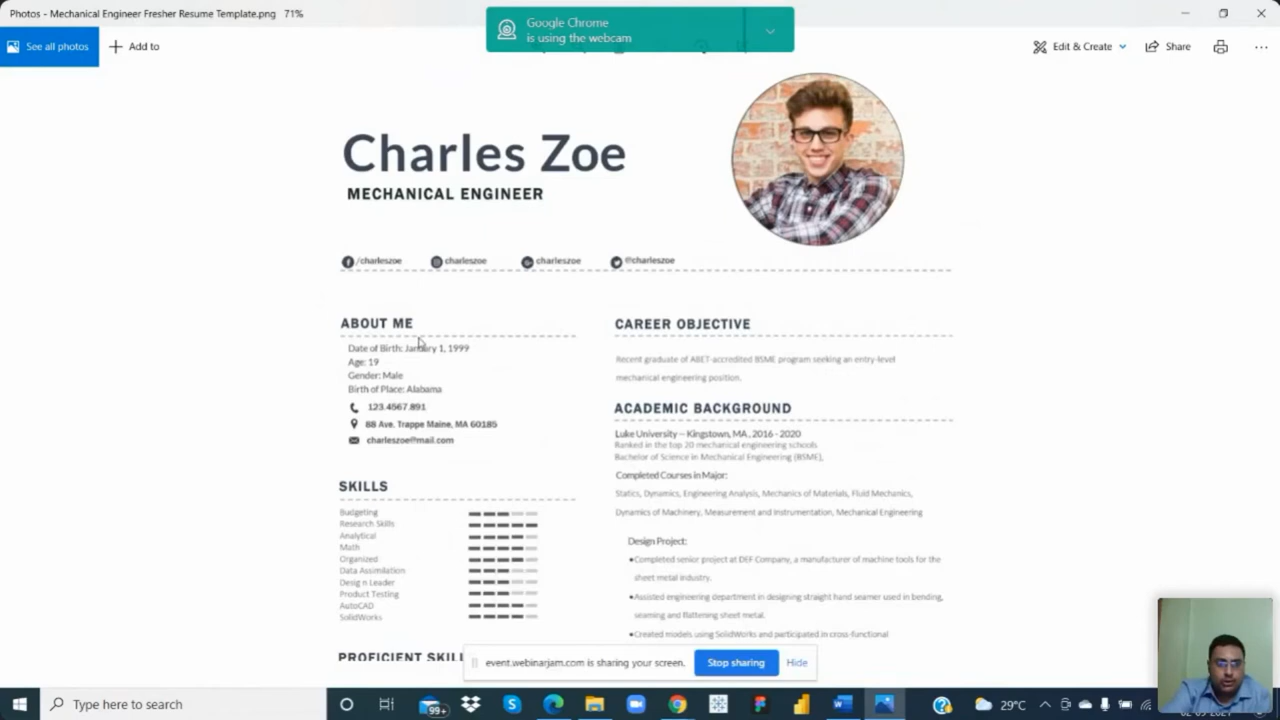 Photos - Mechanical Engineer Fresher Resume Template.png 71%
Google Chrome
is using the webcam
See all photos
Add to
Edit & Create
Share
Charles Zoe
MECHANICAL ENGINEER
/charleszoe
charleszoe
charleszoe
@charleszoe
ABOUT ME
Date of Birth: January 1, 1999
Age: 19
Gender: Male
Birth of Place: Alabama
123.4567.891
88 Ave. Trappe Maine, MA 60185
charleszoe@mail.com
SKILLS
Budgeting
Research Skills
Analytical
Math
Organized
Data Assimilation
Design Leader
Product Testing
AutoCAD
SolidWorks
PROFICIENT SKILL
CAREER OBJECTIVE
Recent graduate of ABET-accredited BSME program seeking an entry-level
mechanical engineering position.
ACADEMIC BACKGROUND
Luke University – Kingstown, MA , 2016 - 2020
Ranked in the top 20 mechanical engineering schools
Bachelor of Science in Mechanical Engineering (BSME),
Completed Courses in Major:
Statics, Dynamics, Engineering Analysis, Mechanics of Materials, Fluid Mechanics,
Dynamics of Machinery, Measurement and Instrumentation, Mechanical Engineering
Design Project:
•Completed senior project at DEF Company, a manufacturer of machine tools for the
sheet metal industry.
•Assisted engineering department in designing straight hand seamer used in bending,
seaming and flattening sheet metal.
•Created models using SolidWorks and participated in cross-functional
event.webinarjam.com is sharing your screen.
Stop sharing
Hide
Type here to search
99+
29°C